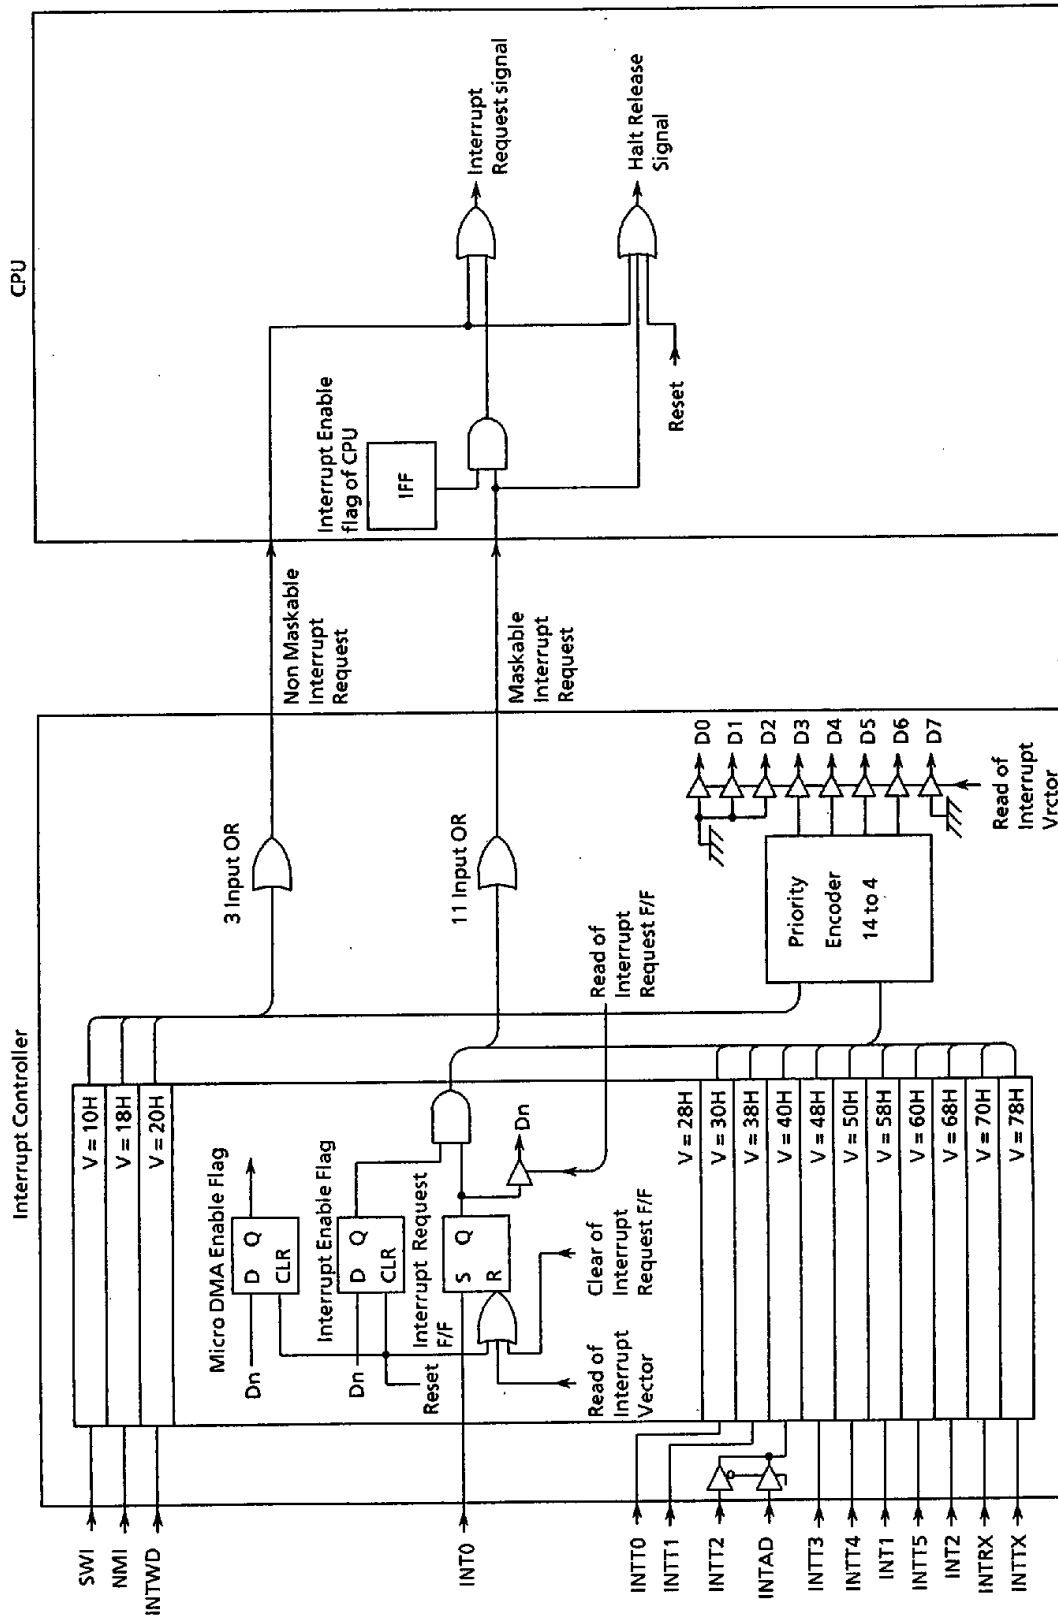 Interrupt Controller
CPU
SWI
NMI
INTWD
V = 10H
V = 18H
V = 20H
3 Input OR
Non Maskable
Interrupt
Request
Micro DMA Enable Flag
Dn
D Q
CLR
Interrupt Enable Flag
Dn
D Q
CLR
Reset
Interrupt Request
F/F
S Q
R
INT0
Dn
Read of
Interrupt
Vector
Clear of
Interrupt
Request F/F
Read of
Interrupt
Request F/F
11 Input OR
Maskable
Interrupt
Request
Interrupt Enable
flag of CPU
IFF
Interrupt
Request signal
Halt Release
Signal
Reset
V = 28H
INTT0
V = 30H
INTT1
V = 38H
INTT2
INTAD
V = 40H
INTT3
V = 48H
INTT4
V = 50H
INT1
V = 58H
INTT5
V = 60H
INT2
V = 68H
INTRX
V = 70H
INTTX
V = 78H
Priority
Encoder
14 to 4
D0
D1
D2
D3
D4
D5
D6
D7
Read of
Interrupt
Vrctor